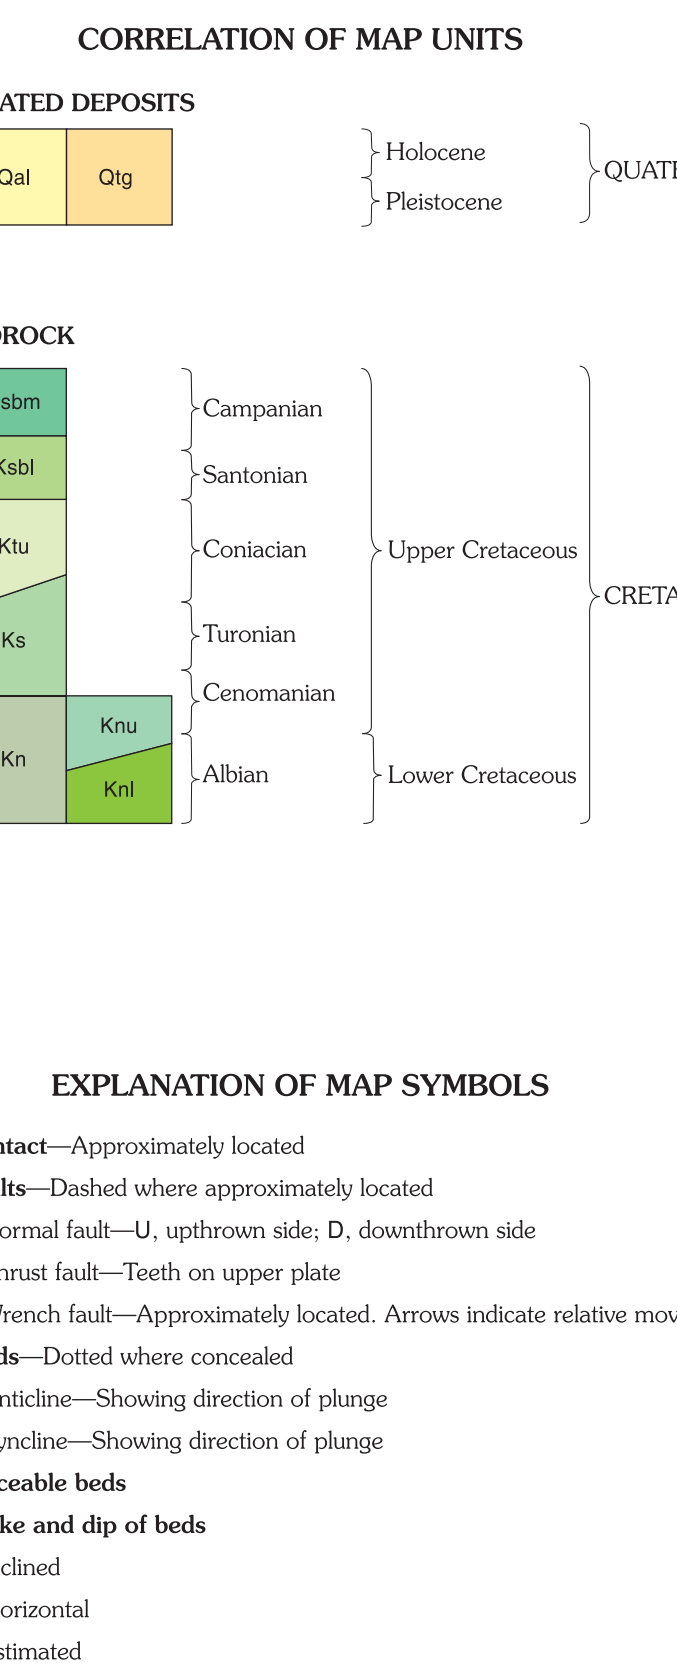 CORRELATION OF MAP UNITS
ATED DEPOSITS
Qal
Qtg
Holocene
Pleistocene
QUATE
ROCK
sbm
Campanian
Ksbl
Santonian
Ktu
Coniacian
Upper Cretaceous
CRETA
Ks
Turonian
Cenomanian
Knu
Kn
Albian
Lower Cretaceous
Knl
EXPLANATION OF MAP SYMBOLS
ntact—Approximately located
lts—Dashed where approximately located
ormal fault—U, upthrown side; D, downthrown side
hrust fault—Teeth on upper plate
Wrench fault—Approximately located. Arrows indicate relative mov
ds—Dotted where concealed
nticline—Showing direction of plunge
yncline—Showing direction of plunge
ceable beds
ke and dip of beds
clined
orizontal
stimated